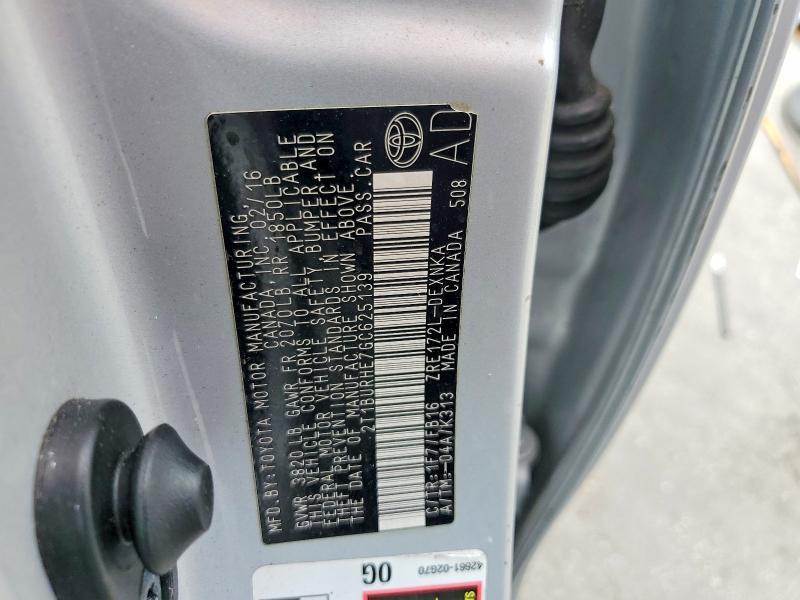 MFD.BY:TOYOTA MOTOR MANUFACTURING,
CANADA, INC 02/16
GVWR 3820 LB GAWR FR 2020LB RR 1850LB
THIS VEHICLE CONFORMS TO ALL APPLICABLE
FEDERAL MOTOR VEHICLE SAFETY, BUMPER, AND
THEFT PREVENTION STANDARDS IN EFFECT ON
THE DATE OF MANUFACTURE SHOWN ABOVE.
2T1BURHE7GC625139 PASS.CAR
C/TR:1F7/FB16 ZRE172L-DEXNKA
A/TM:-04A/K313 MADE IN CANADA 508
AD
0G
42661-02G70